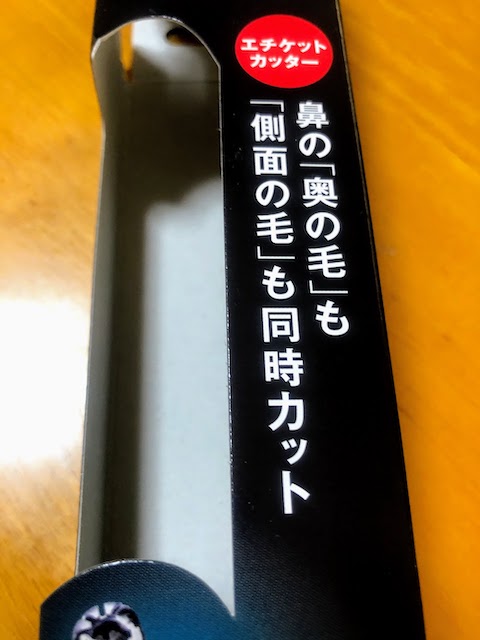 エチケット
カッター
鼻の「奥の毛」も
「側面の毛」も同時カット